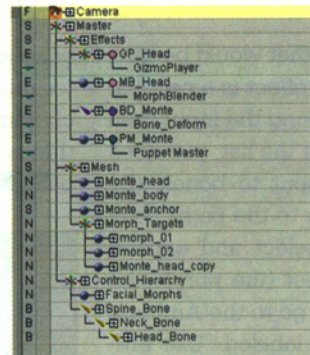 F Camera
S Master
S Effects
E GP_Head
GizmoPlayer
E MB_Head
MorphBlender
E BD_Monte
Bone_Deform
E PM_Monte
Puppet Master
S Mesh
N Monte_head
N Monte_body
S Monte_anchor
N Morph_Targets
N morph_01
N morph_02
N Monte_head_copy
N Control_Hierarchy
N Facial_Morphs
B Spine_Bone
B Neck_Bone
B Head_Bone